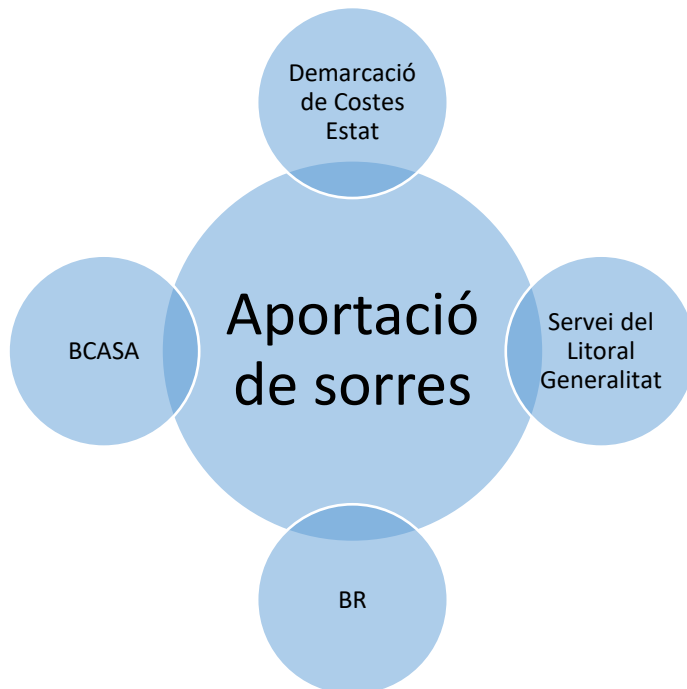 Demarcació
de Costes
Estat
Aportació
de sorres
BCASA
Servei del
Litoral
Generalitat
BR